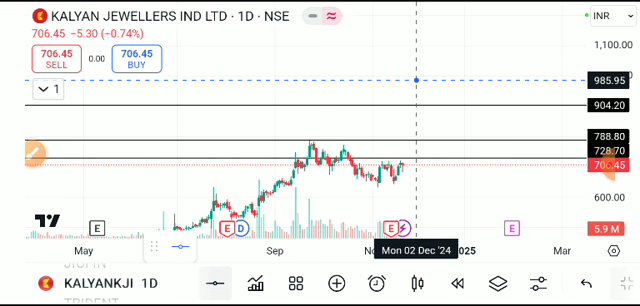 KALYAN JEWELLERS IND LTD · 1D · NSE
INR
706.45 −5.30 (−0.74%)
1,100.00
706.45
SELL
0.00
706.45
BUY
985.95
1
904.20
788.80
728.70
706.45
600.00
E
E
D
E
E
5.9 M
May
Sep
Mon 02 Dec '24
2025
Mar
KALYANKJI 1D
TRIDENT